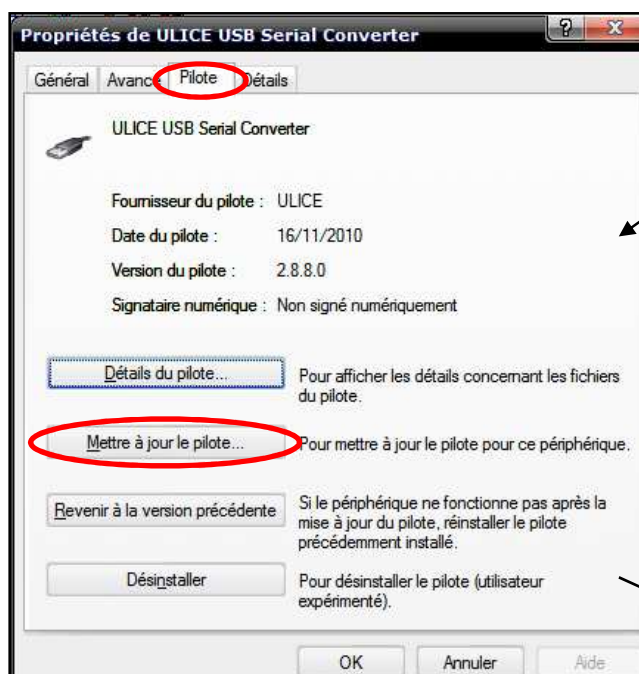 Propriétés de ULICE USB Serial Converter
Général Avancé Pilote Détails
ULICE USB Serial Converter
Fournisseur du pilote : ULICE
Date du pilote : 16/11/2010
Version du pilote : 2.8.8.0
Signataire numérique : Non signé numériquement
Détails du pilote... Pour afficher les détails concernant les fichiers
du pilote.
Mettre à jour le pilote... Pour mettre à jour le pilote pour ce périphérique.
Revenir à la version précédente Si le périphérique ne fonctionne pas après la
mise à jour du pilote, réinstaller le pilote
précédemment installé.
Désinstaller Pour désinstaller le pilote (utilisateur
expérimenté).
OK Annuler Aide